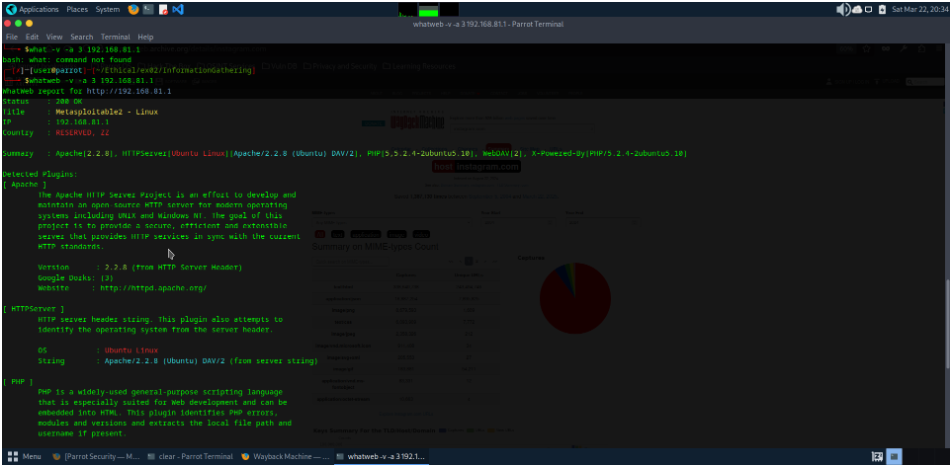 Applications Places System Sat Mar 22, 20:34
whatweb -v -a 3 192.168.81.1 - Parrot Terminal
File Edit View Search Terminal Help
$what -v -a 3 192.168.81.1
bash: what: command not found
[user@parrot]-[~/Ethical/ex02/informationGathering]
$whatweb -v -a 3 192.168.81.1
WhatWeb report for http://192.168.81.1
Status : 200 OK
Title : Metasploitable2 - Linux
IP : 192.168.81.1
Country : RESERVED, ZZ
Summary : Apache[2.2.8], HTTPServer[Ubuntu Linux][Apache/2.2.8 (Ubuntu) DAV/2], PHP[5,5.2.4-2ubuntu5.10], WebDAV[2], X-Powered-By[PHP/5.2.4-2ubuntu5.10]
Detected Plugins:
[ Apache ]
The Apache HTTP Server Project is an effort to develop and
maintain an open-source HTTP server for modern operating
systems including UNIX and Windows NT. The goal of this
project is to provide a secure, efficient and extensible
server that provides HTTP services in sync with the current
HTTP standards.
Version : 2.2.8 (from HTTP Server Header)
Google Dorks: (3)
Website : http://httpd.apache.org/
[ HTTPServer ]
HTTP server header string. This plugin also attempts to
identify the operating system from the server header.
OS : Ubuntu Linux
String : Apache/2.2.8 (Ubuntu) DAV/2 (from server string)
[ PHP ]
PHP is a widely-used general-purpose scripting language
that is especially suited for Web development and can be
embedded into HTML. This plugin identifies PHP errors,
modules and versions and extracts the local file path and
username if present.
Summary on MIME-types Count
Menu [Parrot Security — M... clear - Parrot Terminal Wayback Machine — ... whatweb -v -a 3 192.1...